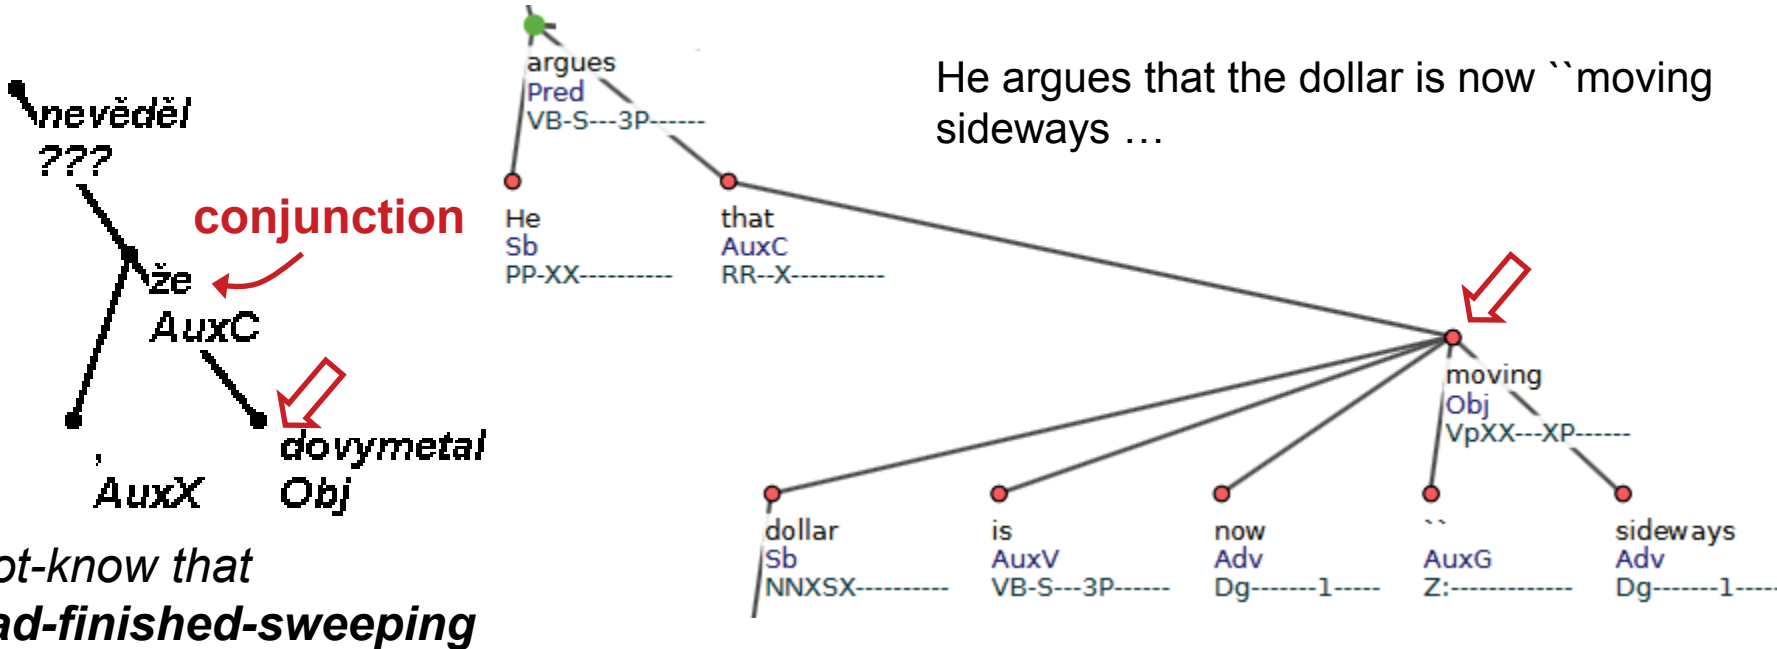 nevěděl
???
conjunction
že
AuxC
,
AuxX
dovymetal
Obj
ot-know that
ad-finished-sweeping
argues
Pred
VB-S---3P------
He argues that the dollar is now ``moving
sideways …
He
Sb
PP-XX----------
that
AuxC
RR--X----------
moving
Obj
VpXX---XP------
dollar
Sb
NNXSX----------
is
AuxV
VB-S---3P------
now
Adv
Dg-------1-----
``
AuxG
Z:-------------
sideways
Adv
Dg-------1-----